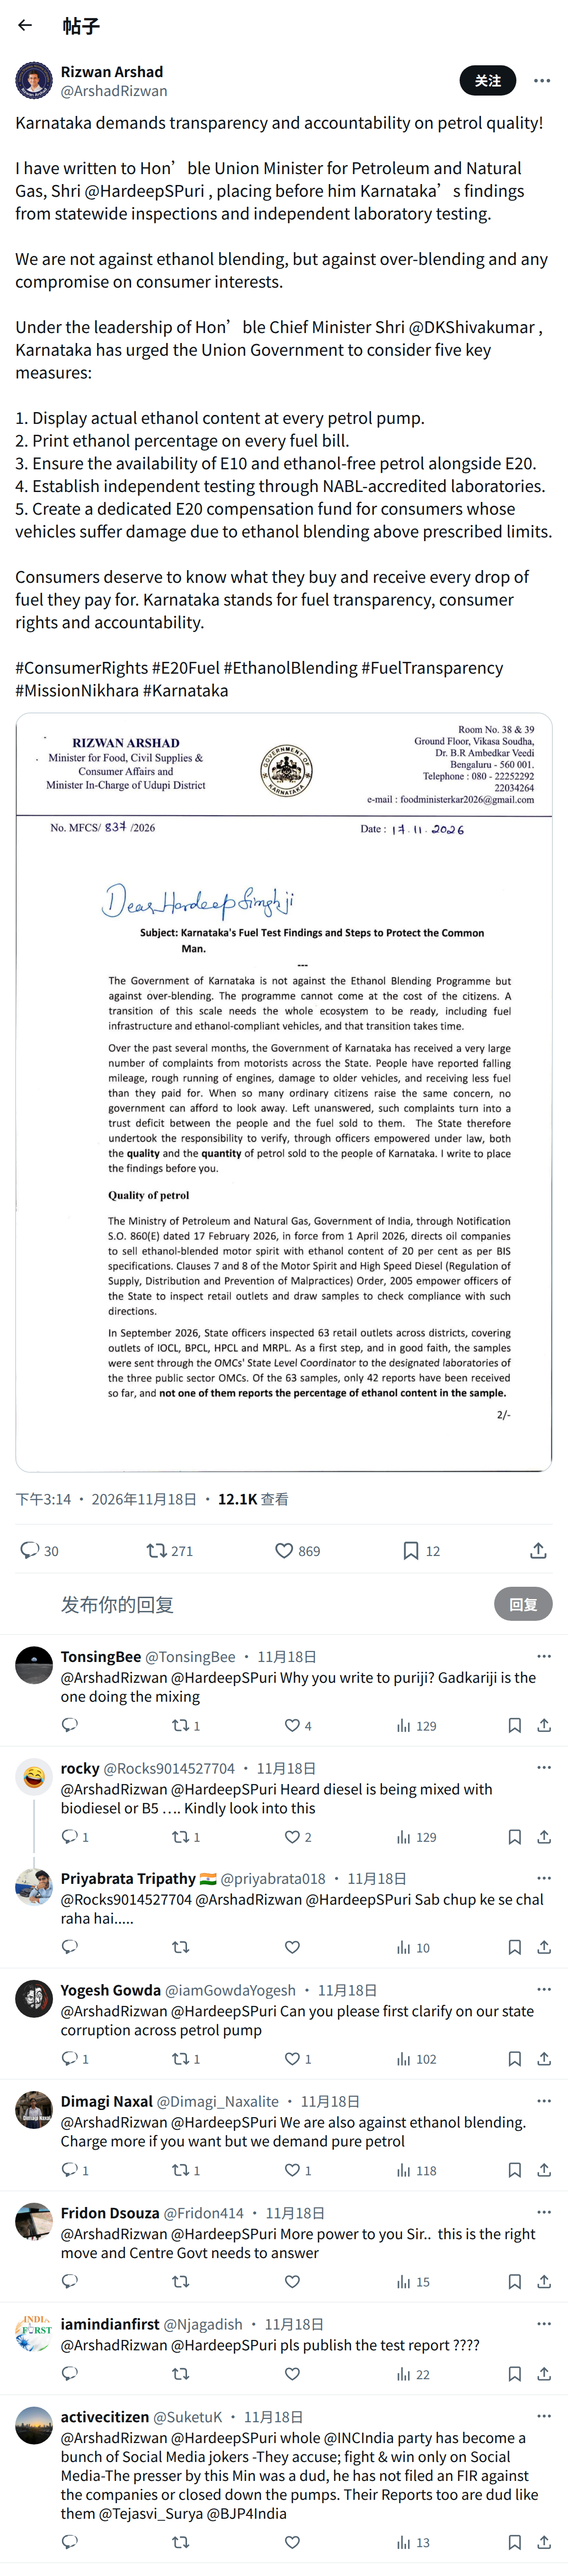 帖子
Rizwan Arshad
@ArshadRizwan
关注
Karnataka demands transparency and accountability on petrol quality!
I have written to Hon’ble Union Minister for Petroleum and Natural
Gas, Shri @HardeepSPuri , placing before him Karnataka’s findings
from statewide inspections and independent laboratory testing.
We are not against ethanol blending, but against over-blending and any
compromise on consumer interests.
Under the leadership of Hon’ble Chief Minister Shri @DKShivakumar ,
Karnataka has urged the Union Government to consider five key
measures:
1. Display actual ethanol content at every petrol pump.
2. Print ethanol percentage on every fuel bill.
3. Ensure the availability of E10 and ethanol-free petrol alongside E20.
4. Establish independent testing through NABL-accredited laboratories.
5. Create a dedicated E20 compensation fund for consumers whose
vehicles suffer damage due to ethanol blending above prescribed limits.
Consumers deserve to know what they buy and receive every drop of
fuel they pay for. Karnataka stands for fuel transparency, consumer
rights and accountability.
#ConsumerRights #E20Fuel #EthanolBlending #FuelTransparency
#MissionNikhara #Karnataka
RIZWAN ARSHAD
Minister for Food, Civil Supplies &
Consumer Affairs and
Minister In-Charge of Udupi District
GOVERNMENT OF
KARNATAKA
Room No. 38 & 39
Ground Floor, Vikasa Soudha,
Dr. B.R Ambedkar Veedi
Bengaluru - 560 001.
Telephone : 080 - 22252292
22034264
e-mail : foodministerkar2026@gmail.com
No. MFCS/ 837 /2026
Date : 17.11.2026
Dear Hardeep Singh ji
Subject: Karnataka's Fuel Test Findings and Steps to Protect the Common
Man.
---
The Government of Karnataka is not against the Ethanol Blending Programme but
against over-blending. The programme cannot come at the cost of the citizens. A
transition of this scale needs the whole ecosystem to be ready, including fuel
infrastructure and ethanol-compliant vehicles, and that transition takes time.
Over the past several months, the Government of Karnataka has received a very large
number of complaints from motorists across the State. People have reported falling
mileage, rough running of engines, damage to older vehicles, and receiving less fuel
than they paid for. When so many ordinary citizens raise the same concern, no
government can afford to look away. Left unanswered, such complaints turn into a
trust deficit between the people and the fuel sold to them. The State therefore
undertook the responsibility to verify, through officers empowered under law, both
the quality and the quantity of petrol sold to the people of Karnataka. I write to place
the findings before you.
Quality of petrol
The Ministry of Petroleum and Natural Gas, Government of India, through Notification
S.O. 860(E) dated 17 February 2026, in force from 1 April 2026, directs oil companies
to sell ethanol-blended motor spirit with ethanol content of 20 per cent as per BIS
specifications. Clauses 7 and 8 of the Motor Spirit and High Speed Diesel (Regulation of
Supply, Distribution and Prevention of Malpractices) Order, 2005 empower officers of
the State to inspect retail outlets and draw samples to check compliance with such
directions.
In September 2026, State officers inspected 63 retail outlets across districts, covering
outlets of IOCL, BPCL, HPCL and MRPL. As a first step, and in good faith, the samples
were sent through the OMCs' State Level Coordinator to the designated laboratories of
the three public sector OMCs. Of the 63 samples, only 42 reports have been received
so far, and not one of them reports the percentage of ethanol content in the sample.
2/-
下午3:14 · 2026年11月18日 · 12.1K 查看
30 271 869 12
发布你的回复
回复
TonsingBee @TonsingBee · 11月18日
@ArshadRizwan @HardeepSPuri Why you write to puriji? Gadkariji is the
one doing the mixing
1 4 129
rocky @Rocks9014527704 · 11月18日
@ArshadRizwan @HardeepSPuri Heard diesel is being mixed with
biodiesel or B5 .... Kindly look into this
1 1 2 129
Priyabrata Tripathy 🇮🇳 @priyabrata018 · 11月18日
@Rocks9014527704 @ArshadRizwan @HardeepSPuri Sab chup ke se chal
raha hai.....
10
Yogesh Gowda @iamGowdaYogesh · 11月18日
@ArshadRizwan @HardeepSPuri Can you please first clarify on our state
corruption across petrol pump
1 1 1 102
Dimagi Naxal @Dimagi_Naxalite · 11月18日
@ArshadRizwan @HardeepSPuri We are also against ethanol blending.
Charge more if you want but we demand pure petrol
1 1 1 118
Fridon Dsouza @Fridon414 · 11月18日
@ArshadRizwan @HardeepSPuri More power to you Sir.. this is the right
move and Centre Govt needs to answer
15
INDIA
FIRST
iamindianfirst @Njagadish · 11月18日
@ArshadRizwan @HardeepSPuri pls publish the test report ????
22
activecitizen @SuketuK · 11月18日
@ArshadRizwan @HardeepSPuri whole @INCIndia party has become a
bunch of Social Media jokers -They accuse; fight & win only on Social
Media-The presser by this Min was a dud, he has not filed an FIR against
the companies or closed down the pumps. Their Reports too are dud like
them @Tejasvi_Surya @BJP4India
13